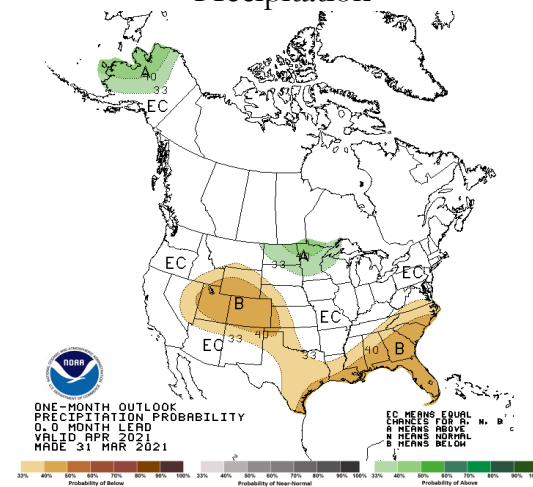 Precipitation
A
40
33
EC
EC
33
A
EC
B
EC
EC
33
40
33
40
B
NOAA
ONE-MONTH OUTLOOK
PRECIPITATION PROBABILITY
0.0 MONTH LEAD
VALID APR 2021
MADE 31 MAR 2021
EC MEANS EQUAL
CHANCES FOR A, N, B
A MEANS ABOVE
N MEANS NORMAL
B MEANS BELOW
33% 40% 50% 60% 70% 80% 90% 100%
Probability of Below
33% 40% 50% 60% 70% 80% 90% 100%
Probability of Near-Normal
33% 40% 50% 60% 70% 80% 90%
Probability of Above